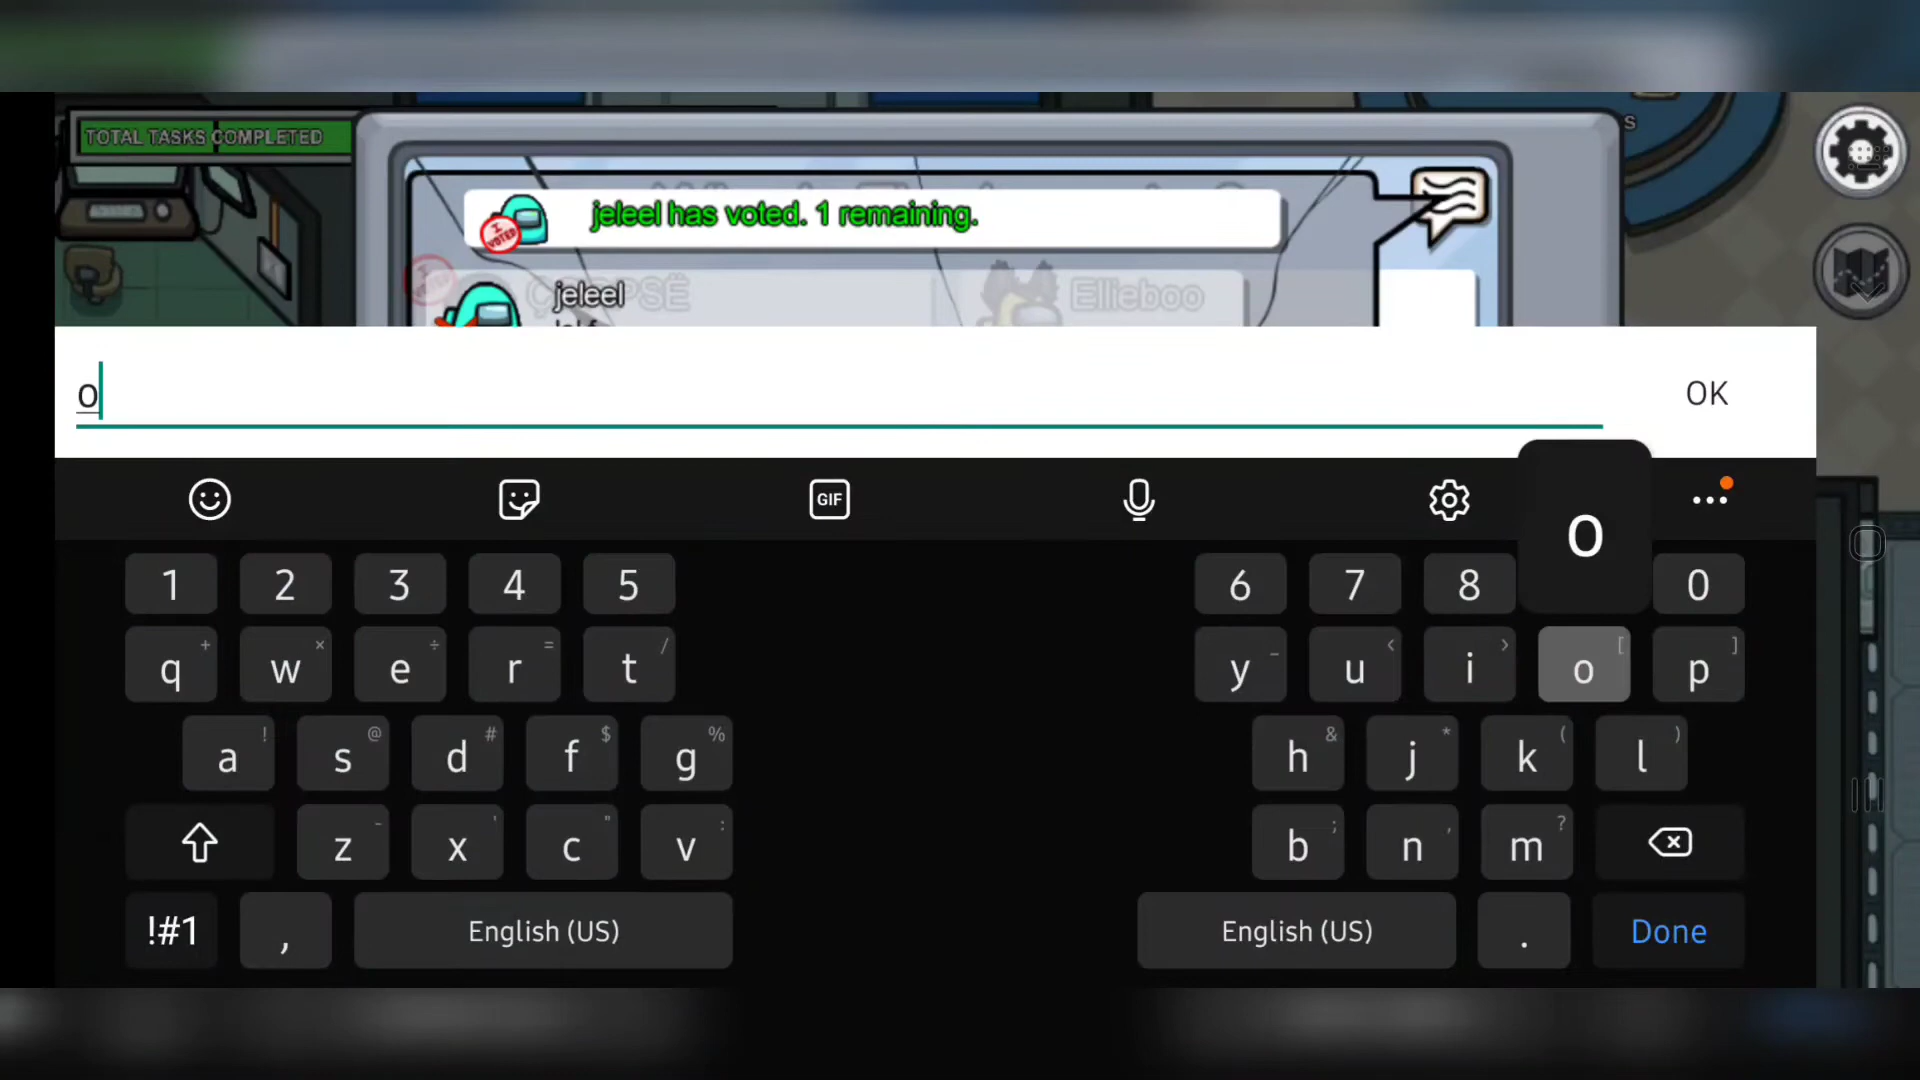 TOTAL TASKS COMPLETED
S
jeleel has voted. 1 remaining.
I VOTED
jeleel
Ellieboo
o
OK
GIF
o
1 2 3 4 5 6 7 8 0
+ × ÷ = / _ < > [ ]
q w e r t y u i o p
! @ # $ % & * ( )
a s d f g h j k l
- ' " : ; , ?
z x c v b n m
!#1 , English (US) English (US) . Done